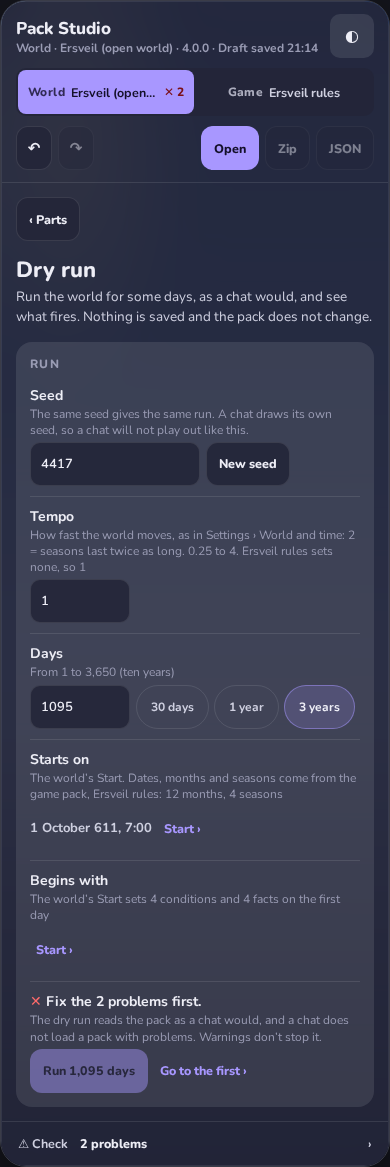 Pack Studio
World · Ersveil (open world) · 4.0.0 · Draft saved 21:14
World Ersveil (open... × 2 Game Ersveil rules
Open Zip JSON
‹ Parts
Dry run
Run the world for some days, as a chat would, and see
what fires. Nothing is saved and the pack does not change.
RUN
Seed
The same seed gives the same run. A chat draws its own
seed, so a chat will not play out like this.
4417 New seed
Tempo
How fast the world moves, as in Settings › World and time: 2
= seasons last twice as long. 0.25 to 4. Ersveil rules sets
none, so 1
1
Days
From 1 to 3,650 (ten years)
1095 30 days 1 year 3 years
Starts on
The world's Start. Dates, months and seasons come from the
game pack, Ersveil rules: 12 months, 4 seasons
1 October 611, 7:00 Start ›
Begins with
The world's Start sets 4 conditions and 4 facts on the first
day
Start ›
× Fix the 2 problems first.
The dry run reads the pack as a chat would, and a chat does
not load a pack with problems. Warnings don't stop it.
Run 1,095 days Go to the first ›
⚠ Check 2 problems ›